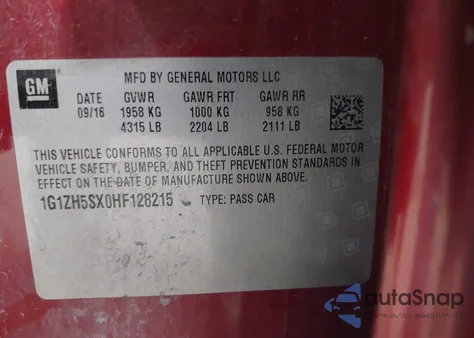 GM
MFD BY GENERAL MOTORS LLC
DATE GVWR GAWR FRT GAWR RR
09/16 1958 KG 1000 KG 958 KG
4315 LB 2204 LB 2111 LB
THIS VEHICLE CONFORMS TO ALL APPLICABLE U.S. FEDERAL MOTOR
VEHICLE SAFETY, BUMPER, AND THEFT PREVENTION STANDARDS IN
EFFECT ON THE DATE OF MANUFACTURE SHOWN ABOVE.
1G1ZH5SX0HF128215 TYPE: PASS CAR
autaSnap